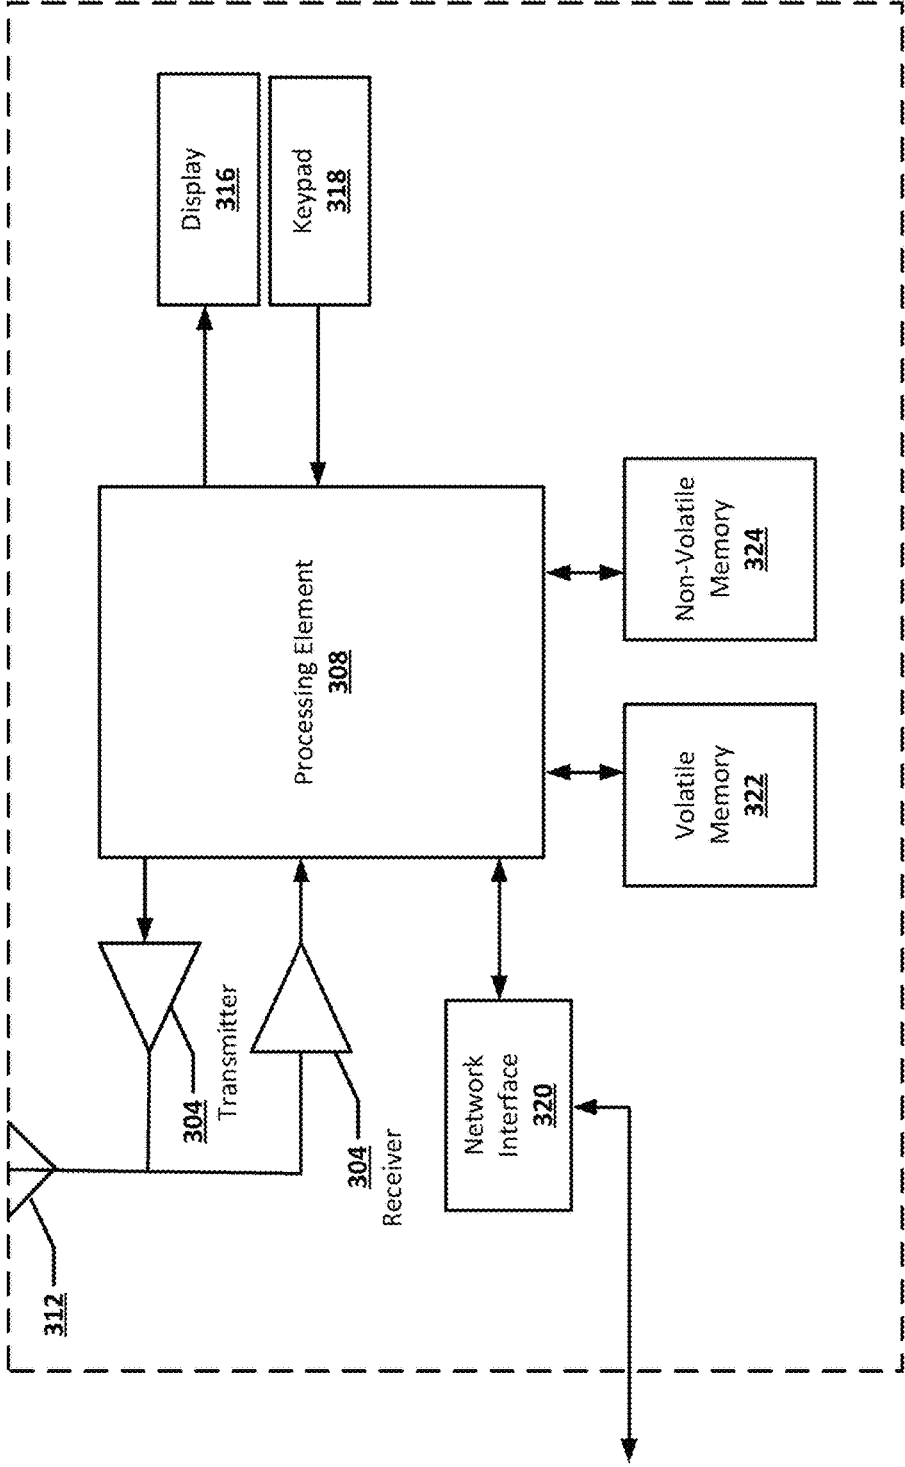 312
304
Transmitter
304
Receiver
Network
Interface
320
Processing Element
308
Volatile
Memory
322
Non-Volatile
Memory
324
Display
316
Keypad
318